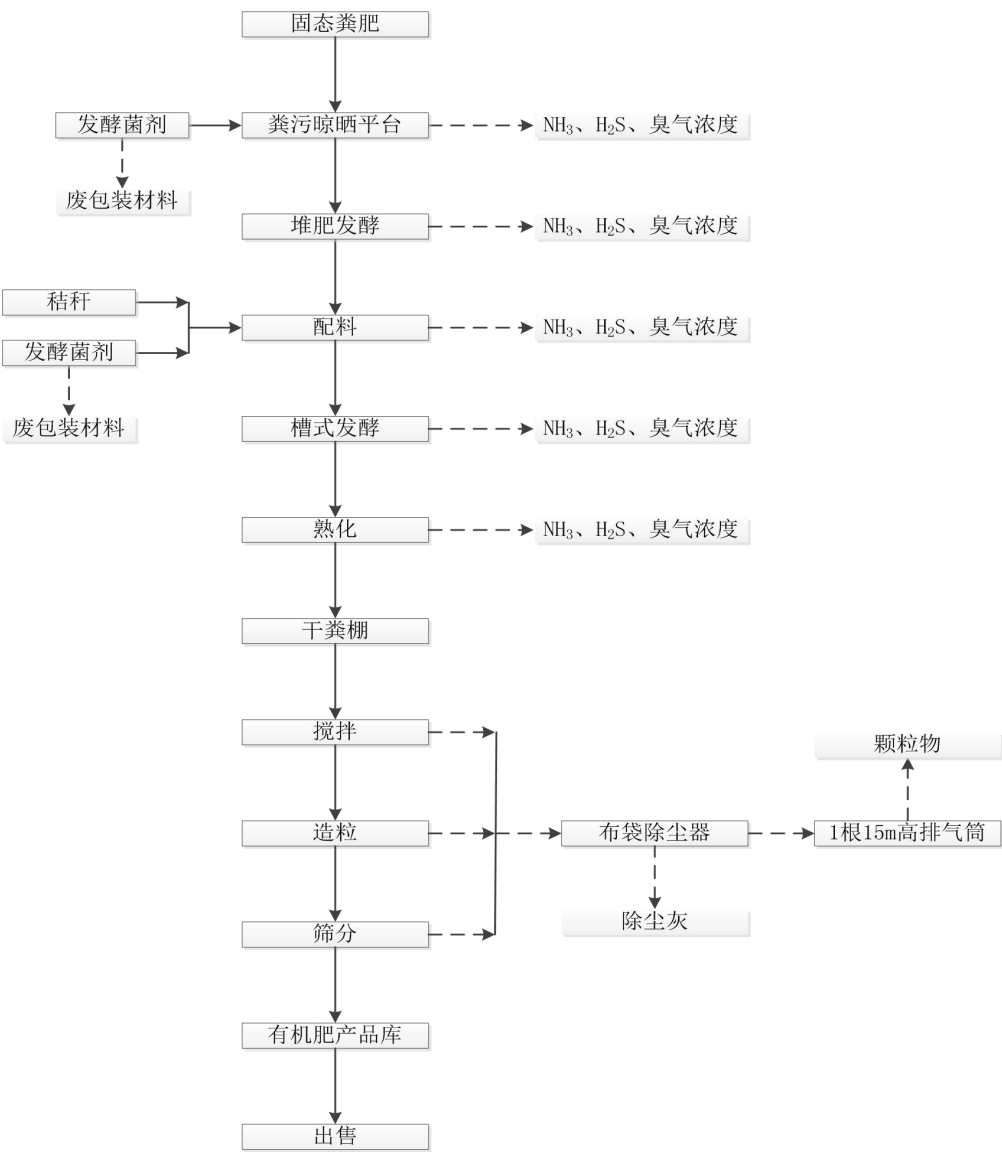 固态粪肥
发酵菌剂
粪污晾晒平台
NH₃、H₂S、臭气浓度
废包装材料
堆肥发酵
NH₃、H₂S、臭气浓度
秸秆
配料
NH₃、H₂S、臭气浓度
发酵菌剂
废包装材料
槽式发酵
NH₃、H₂S、臭气浓度
熟化
NH₃、H₂S、臭气浓度
干粪棚
搅拌
颗粒物
造粒
布袋除尘器
1根15m高排气筒
除尘灰
筛分
有机肥产品库
出售